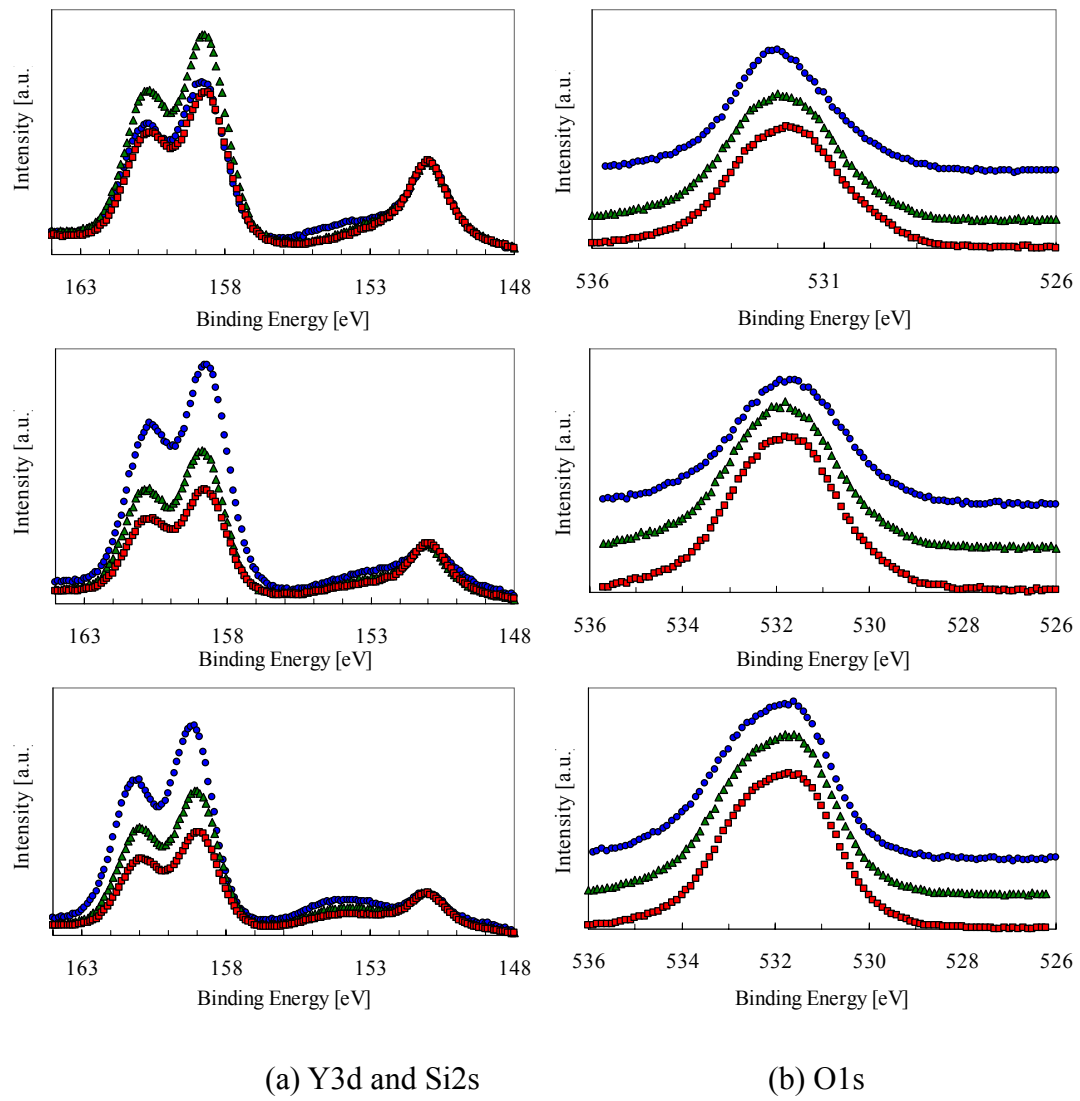 Intensity [a.u.]
163 158 153 148
Binding Energy [eV]
Intensity [a.u.]
536 531 526
Binding Energy [eV]
Intensity [a.u.]
163 158 153 148
Binding Energy [eV]
Intensity [a.u.]
536 534 532 530 528 526
Binding Energy [eV]
Intensity [a.u.]
163 158 153 148
Binding Energy [eV]
Intensity [a.u.]
536 534 532 530 528 526
Binding Energy [eV]
(a) Y3d and Si2s
(b) O1s